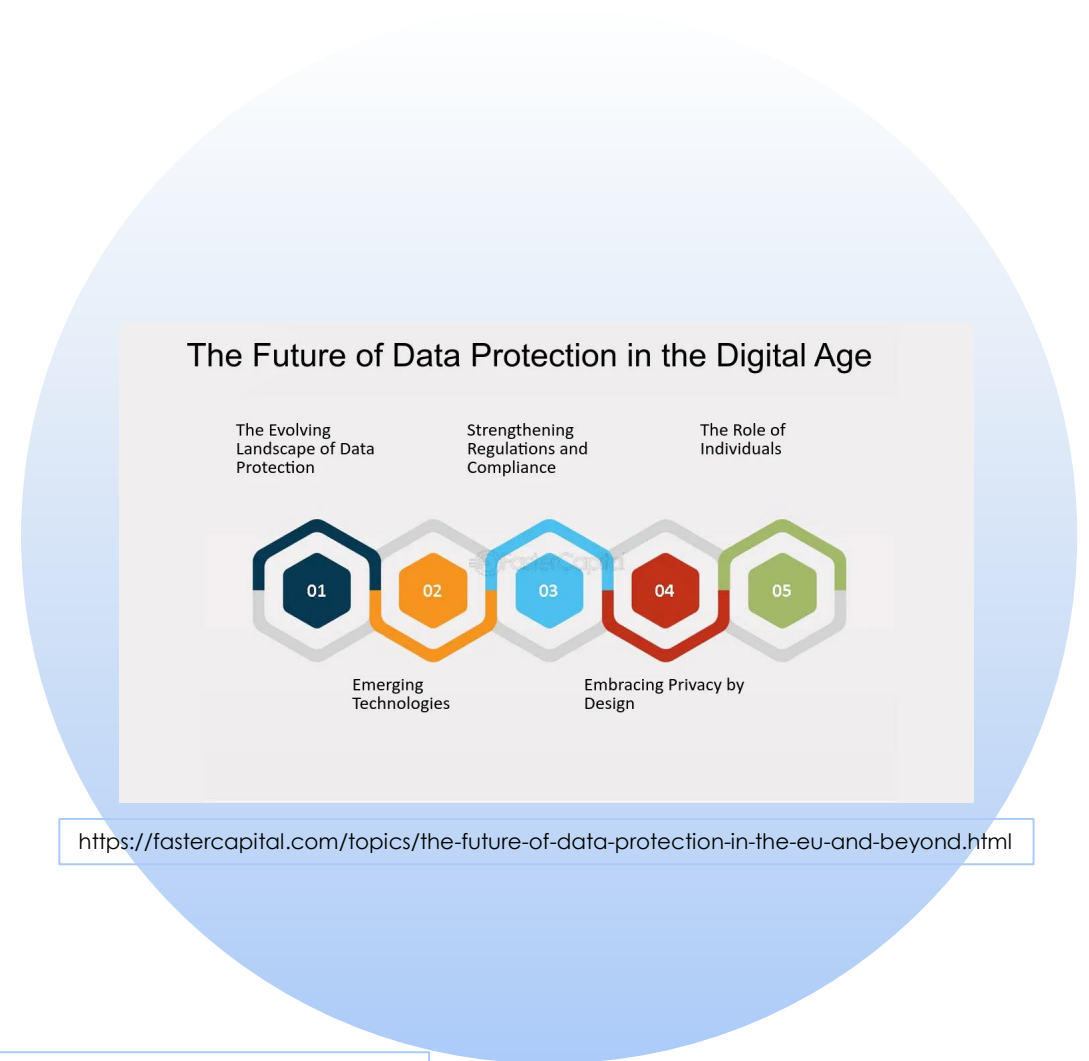 The Future of Data Protection in the Digital Age
The Evolving
Landscape of Data
Protection
Strengthening
Regulations and
Compliance
The Role of
Individuals
FasterCapital
01
02
03
04
05
Emerging
Technologies
Embracing Privacy by
Design
https://fastercapital.com/topics/the-future-of-data-protection-in-the-eu-and-beyond.html